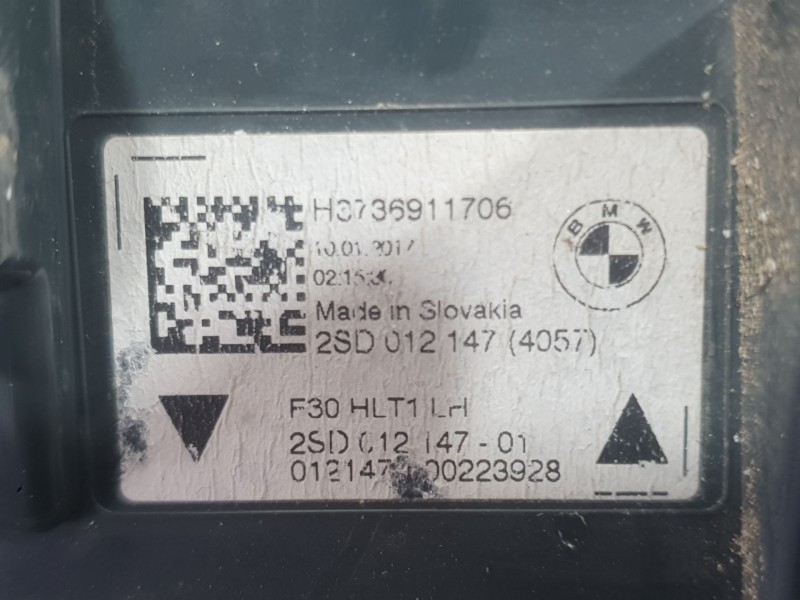 H3736911706
BMW
10.01.2017
Made in Slovakia
2SD 012 147 (4057)
F30 HLT1 LH
2SD 012 147-01
00223928